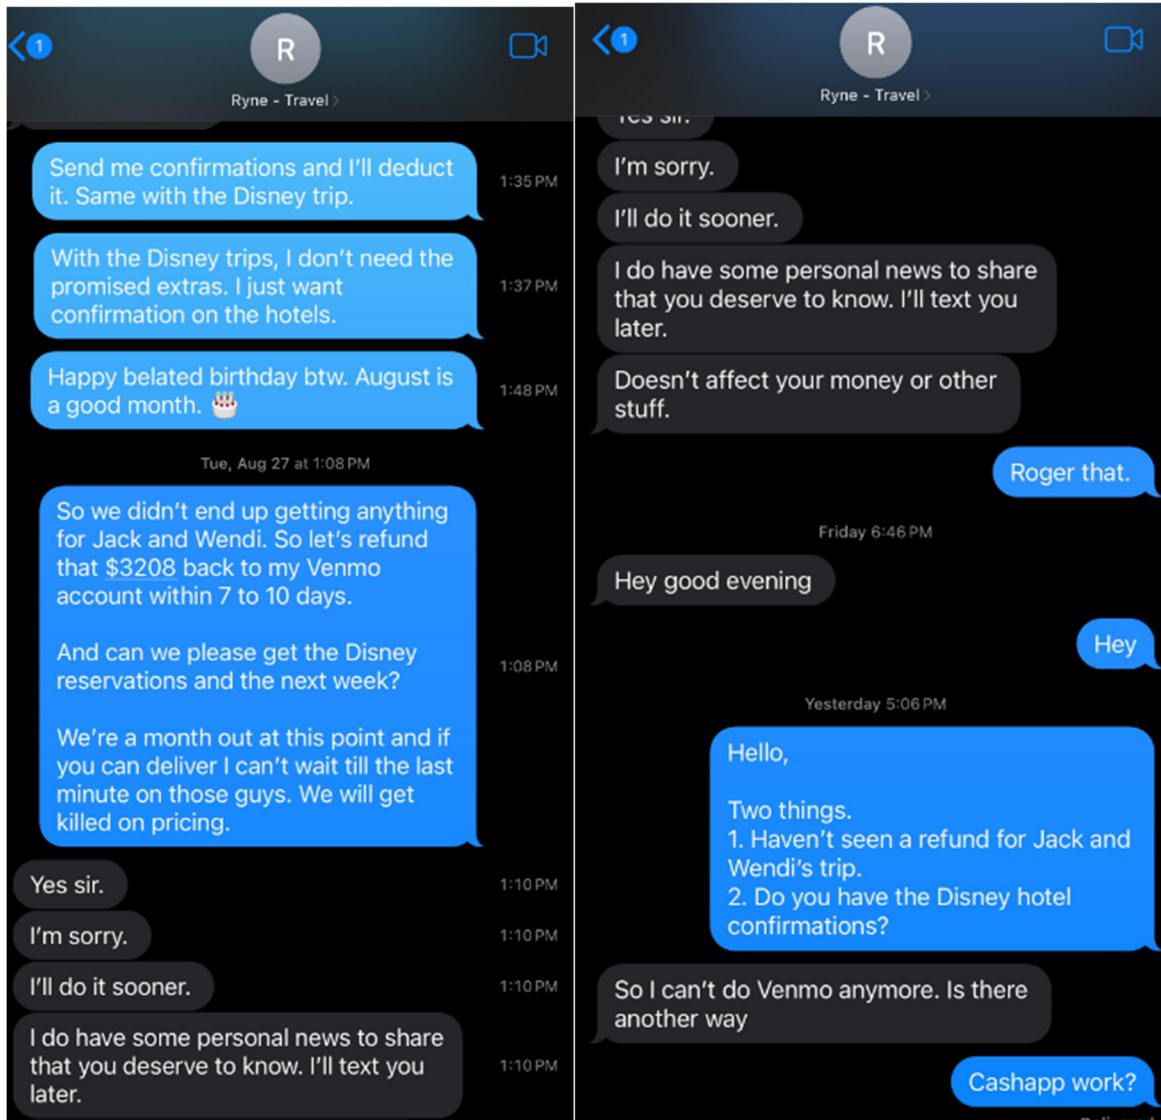 1
R
Ryne - Travel
Send me confirmations and I'll deduct
it. Same with the Disney trip.
1:35 PM
With the Disney trips, I don't need the
promised extras. I just want
confirmation on the hotels.
1:37 PM
Happy belated birthday btw. August is
a good month. 🎂
1:48 PM
Tue, Aug 27 at 1:08 PM
So we didn't end up getting anything
for Jack and Wendi. So let's refund
that $3208 back to my Venmo
account within 7 to 10 days.
And can we please get the Disney
reservations and the next week?
We're a month out at this point and if
you can deliver I can't wait till the last
minute on those guys. We will get
killed on pricing.
1:08 PM
Yes sir.
1:10 PM
I'm sorry.
1:10 PM
I'll do it sooner.
1:10 PM
I do have some personal news to share
that you deserve to know. I'll text you
later.
1:10 PM
1
R
Ryne - Travel
Yes sir.
I'm sorry.
I'll do it sooner.
I do have some personal news to share
that you deserve to know. I'll text you
later.
Doesn't affect your money or other
stuff.
Roger that.
Friday 6:46 PM
Hey good evening
Hey
Yesterday 5:06 PM
Hello,
Two things.
1. Haven't seen a refund for Jack and
Wendi's trip.
2. Do you have the Disney hotel
confirmations?
So I can't do Venmo anymore. Is there
another way
Cashapp work?